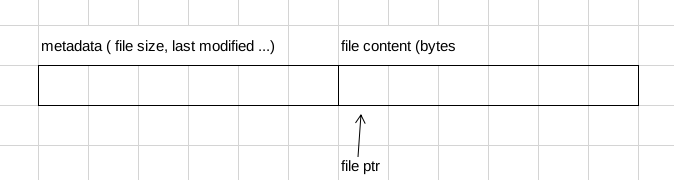 metadata ( file size, last modified ...)
file content (bytes
file ptr